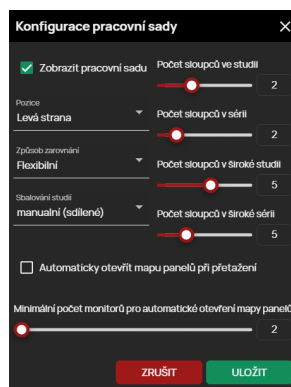 Konfigurace pracovní sady
Zobrazit pracovní sadu
Pozice
Levá strana
Způsob zarovnání
Flexibilní
Sbalování studií
manualní (sdílené)
Počet sloupců ve studii
2
Počet sloupců v sérii
2
Počet sloupců v široké studii
5
Počet sloupců v široké sérii
5
Automaticky otevřít mapu panelů při přetažení
Minimální počet monitorů pro automatické otevření mapy panelů
2
ZRUŠIT
ULOŽIT